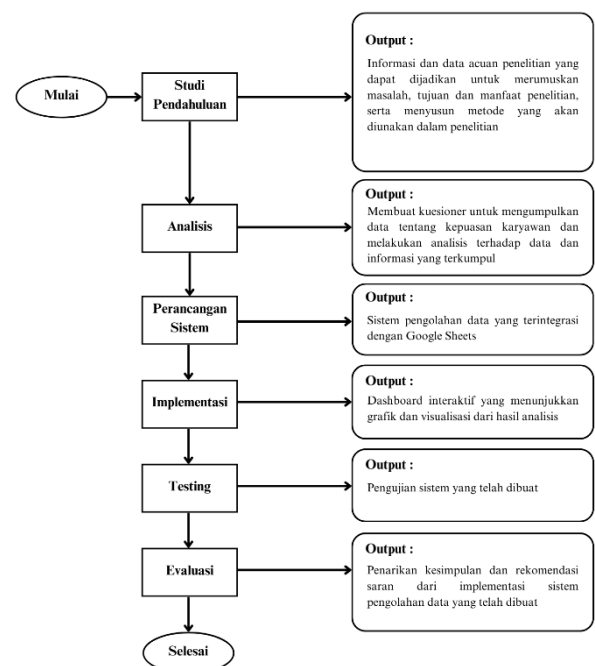 Mulai
Studi
Pendahuluan
Output :
Informasi dan data acuan penelitian yang
dapat dijadikan untuk merumuskan
masalah, tujuan dan manfaat penelitian,
serta menyusun metode yang akan
diunakan dalam penelitian
Analisis
Output :
Membuat kuesioner untuk mengumpulkan
data tentang kepuasan karyawan dan
melakukan analisis terhadap data dan
informasi yang terkumpul
Perancangan
Sistem
Output :
Sistem pengolahan data yang terintegrasi
dengan Google Sheets
Implementasi
Output :
Dashboard interaktif yang menunjukkan
grafik dan visualisasi dari hasil analisis
Testing
Output :
Pengujian sistem yang telah dibuat
Evaluasi
Output :
Penarikan kesimpulan dan rekomendasi
saran dari implementasi sistem
pengolahan data yang telah dibuat
Selesai